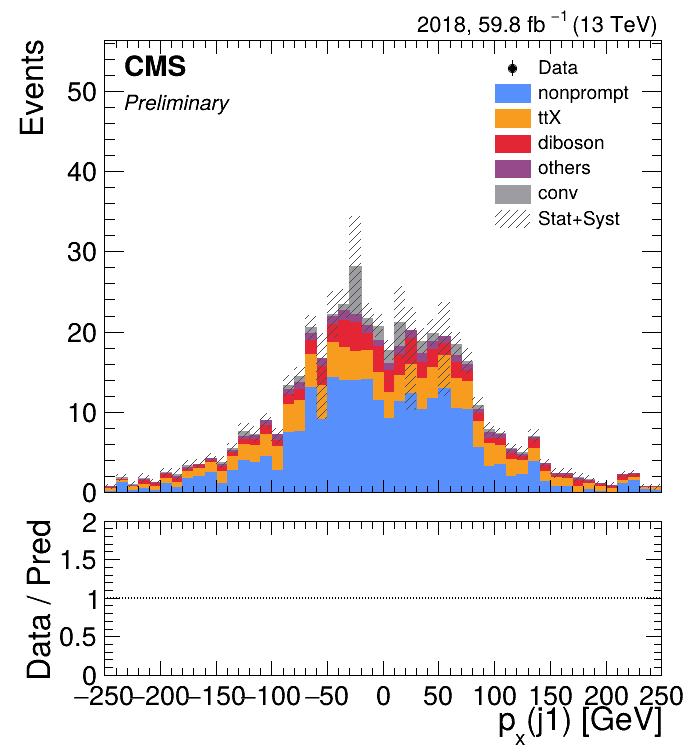 2018, 59.8 fb⁻¹ (13 TeV)
CMS
Preliminary
Events
Data
nonprompt
ttX
diboson
others
conv
Stat+Syst
50
40
30
20
10
0
Data / Pred
2
1.5
1
0.5
0
−250 −200 −150 −100 −50 0 50 100 150 200 250
pₓ(j1) [GeV]